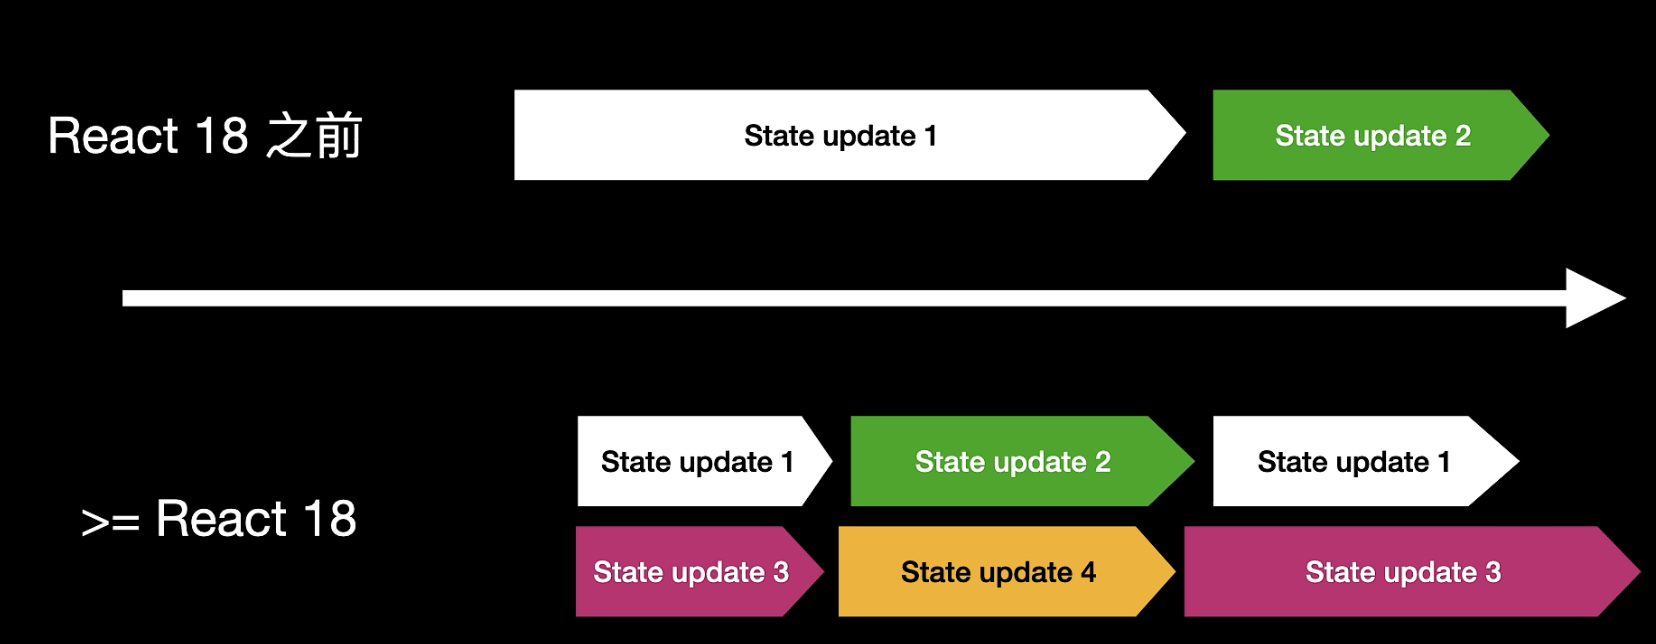 React 18 之前
State update 1
State update 2
>= React 18
State update 1
State update 2
State update 1
State update 3
State update 4
State update 3